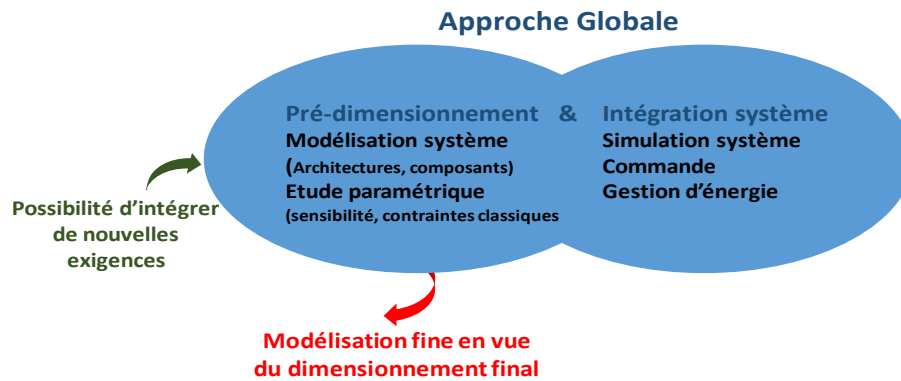 Approche Globale
Pré-dimensionnement & Intégration système
Modélisation système
(Architectures, composants)
Etude paramétrique
(sensibilité, contraintes classiques
Simulation système
Commande
Gestion d'énergie
Possibilité d'intégrer
de nouvelles
exigences
Modélisation fine en vue
du dimensionnement final